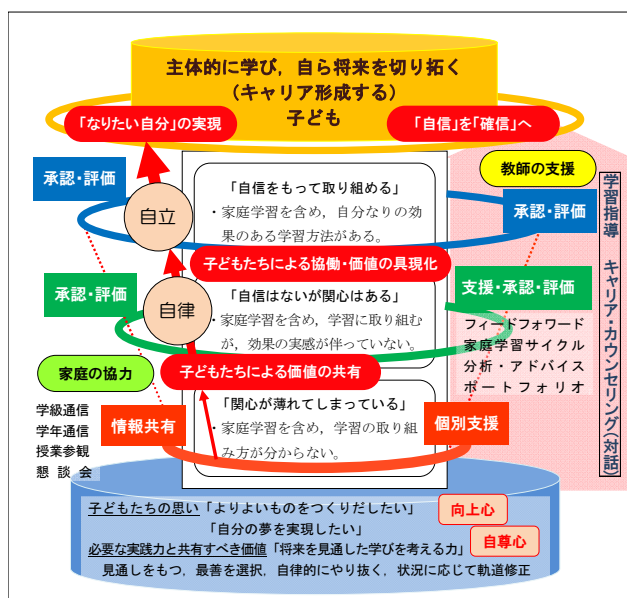 主体的に学び，自ら将来を切り拓く
（キャリア形成する）
子ども
「なりたい自分」の実現
「自信」を「確信」へ
教師の支援
承認・評価
自立
「自信をもって取り組める」
・家庭学習を含め，自分なりの効
果のある学習方法がある。
承認・評価
子どもたちによる協働・価値の具現化
承認・評価
自律
「自信はないが関心はある」
・家庭学習を含め，学習に取り組む
が，効果の実感が伴っていない。
支援・承認・評価
フィードフォワード
家庭学習サイクル
分析・アドバイス
ポートフォリオ
学習指導　キャリア・カウンセリング（対話）
家庭の協力
子どもたちによる価値の共有
学級通信
学年通信
授業参観
懇談会
情報共有
「関心が薄れてしまっている」
・家庭学習を含め，学習の取り組
み方が分からない。
個別支援
子どもたちの思い「よりよいものをつくりだしたい」
向上心
「自分の夢を実現したい」
自尊心
必要な実践力と共有すべき価値「将来を見通した学びを考える力」
見通しをもつ，最善を選択，自律的にやり抜く，状況に応じて軌道修正